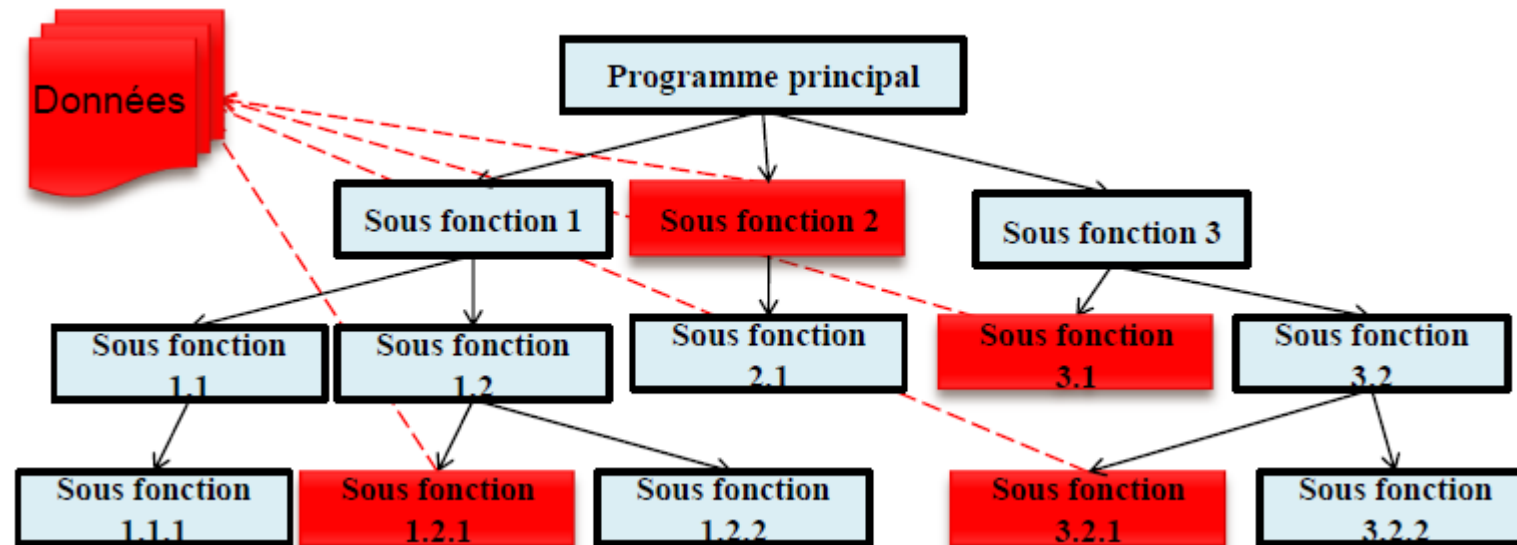 Données
Programme principal
Sous fonction 1
Sous fonction 2
Sous fonction 3
Sous fonction
1.1
Sous fonction
1.2
Sous fonction
2.1
Sous fonction
3.1
Sous fonction
3.2
Sous fonction
1.1.1
Sous fonction
1.2.1
Sous fonction
1.2.2
Sous fonction
3.2.1
Sous fonction
3.2.2